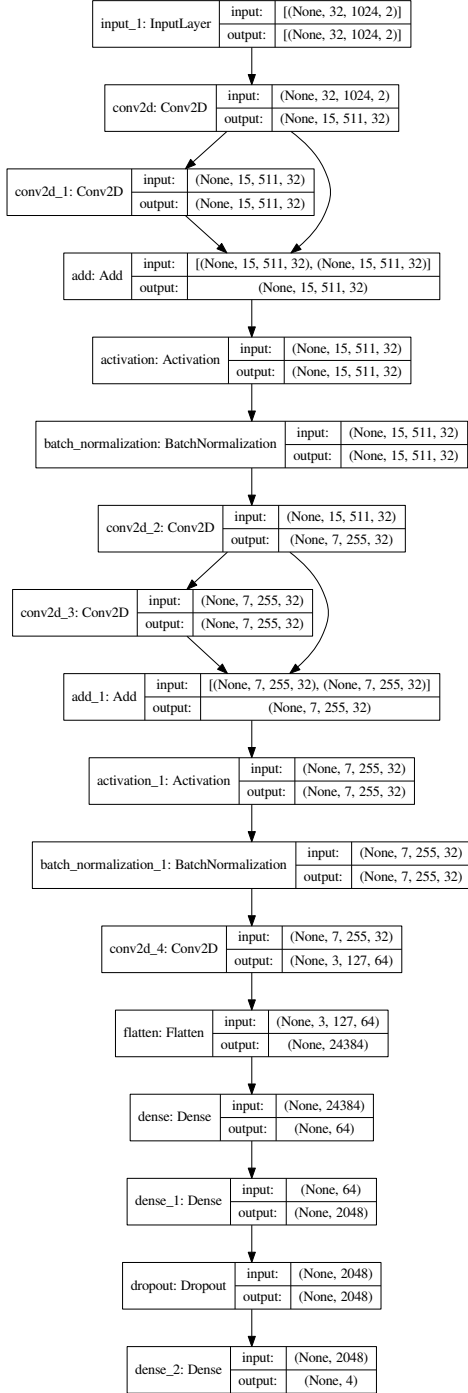 input_1: InputLayer
input: [(None, 32, 1024, 2)]
output: [(None, 32, 1024, 2)]
conv2d: Conv2D
input: (None, 32, 1024, 2)
output: (None, 15, 511, 32)
conv2d_1: Conv2D
input: (None, 15, 511, 32)
output: (None, 15, 511, 32)
add: Add
input: [(None, 15, 511, 32), (None, 15, 511, 32)]
output: (None, 15, 511, 32)
activation: Activation
input: (None, 15, 511, 32)
output: (None, 15, 511, 32)
batch_normalization: BatchNormalization
input: (None, 15, 511, 32)
output: (None, 15, 511, 32)
conv2d_2: Conv2D
input: (None, 15, 511, 32)
output: (None, 7, 255, 32)
conv2d_3: Conv2D
input: (None, 7, 255, 32)
output: (None, 7, 255, 32)
add_1: Add
input: [(None, 7, 255, 32), (None, 7, 255, 32)]
output: (None, 7, 255, 32)
activation_1: Activation
input: (None, 7, 255, 32)
output: (None, 7, 255, 32)
batch_normalization_1: BatchNormalization
input: (None, 7, 255, 32)
output: (None, 7, 255, 32)
conv2d_4: Conv2D
input: (None, 7, 255, 32)
output: (None, 3, 127, 64)
flatten: Flatten
input: (None, 3, 127, 64)
output: (None, 24384)
dense: Dense
input: (None, 24384)
output: (None, 64)
dense_1: Dense
input: (None, 64)
output: (None, 2048)
dropout: Dropout
input: (None, 2048)
output: (None, 2048)
dense_2: Dense
input: (None, 2048)
output: (None, 4)